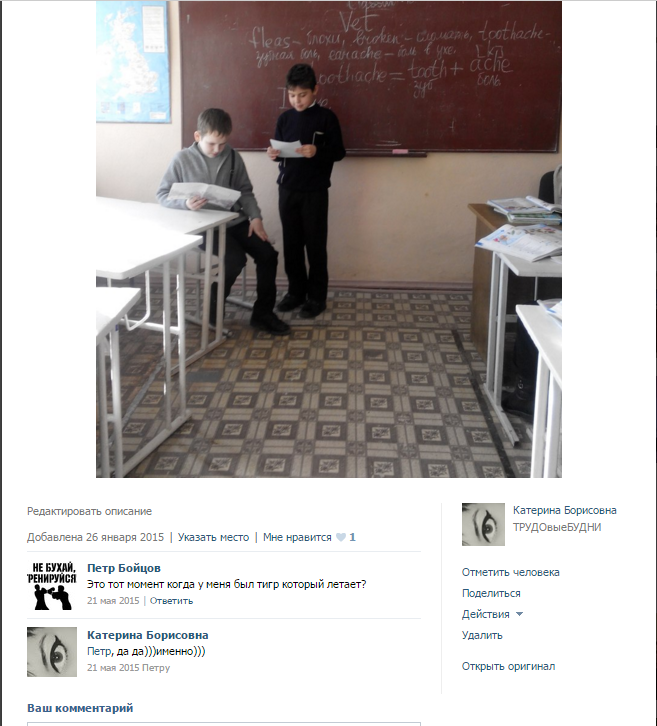 Vet
fleas - блохи, broken - сломать, toothache-
зубная боль, earache - боль в ухе.
toothache = tooth + ache
зуб боль
Редактировать описание
Добавлена 26 января 2015 | Указать место | Мне нравится 1
НЕ БУХАЙ,
ТРЕНИРУЙСЯ
Петр Бойцов
Это тот момент когда у меня был тигр который летает?
21 мая 2015 | Ответить
Катерина Борисовна
Петр, да да)))именно)))
21 мая 2015 Петру
Ваш комментарий
Катерина Борисовна
ТРУДОвыеБУДНИ
Отметить человека
Поделиться
Действия
Удалить
Открыть оригинал